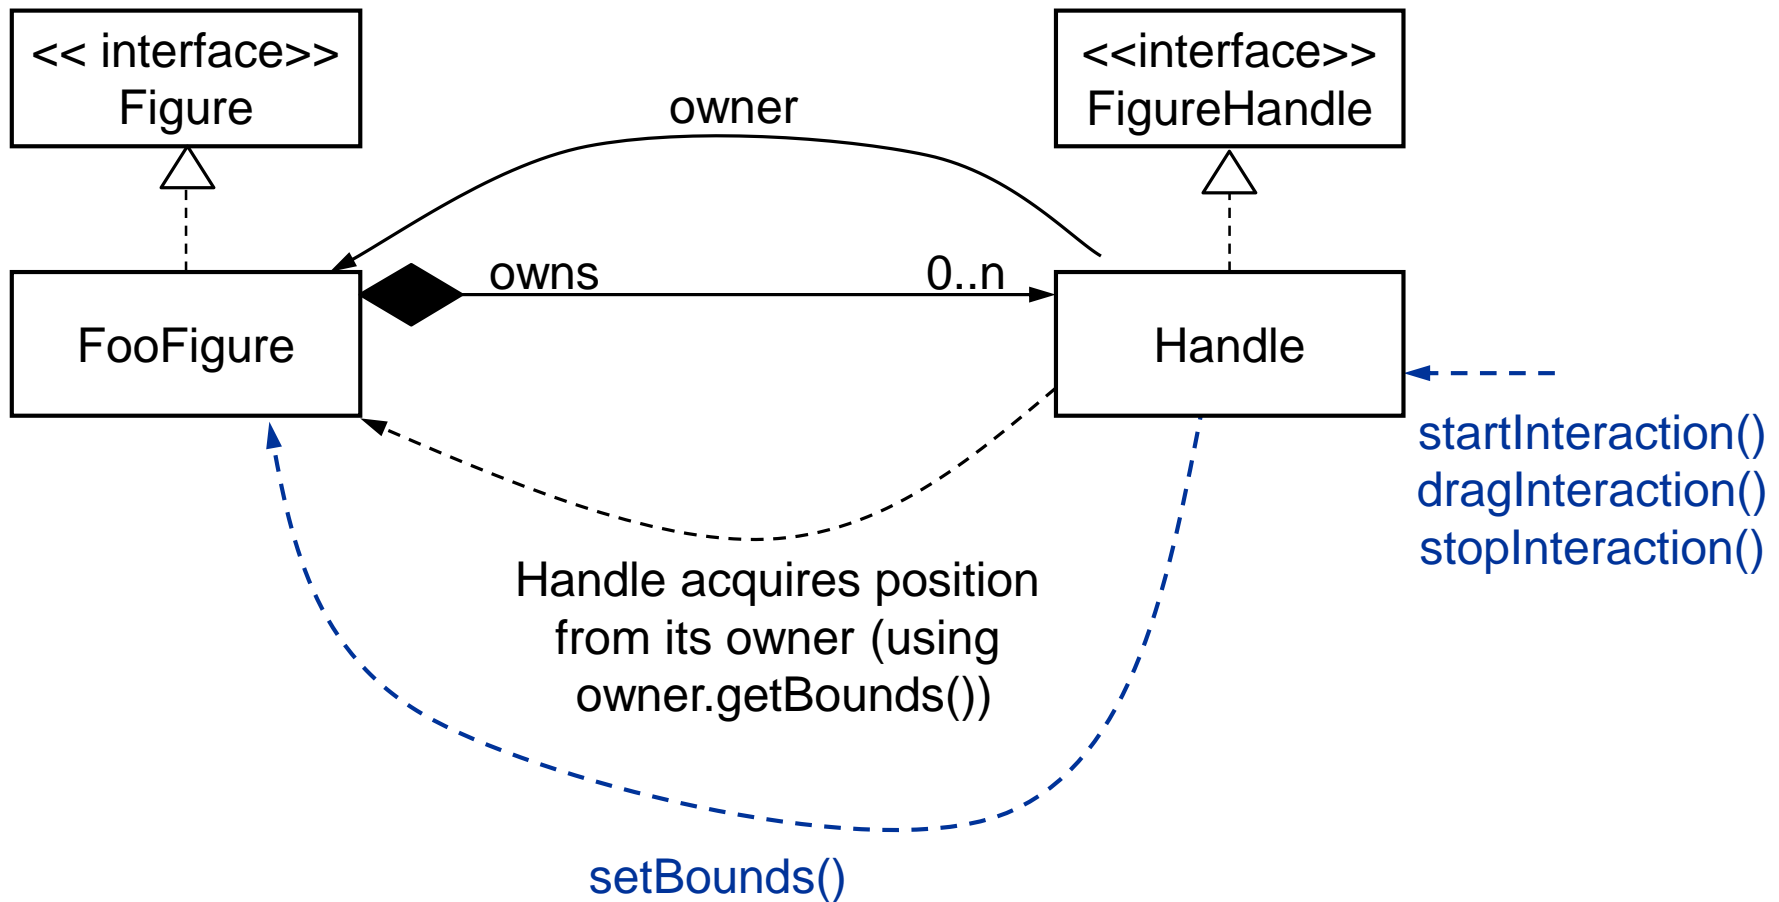 << interface>>
Figure
<<interface>>
FigureHandle
owner
owns
0..n
FooFigure
Handle
startInteraction()
dragInteraction()
stopInteraction()
Handle acquires position
from its owner (using
owner.getBounds())
setBounds()